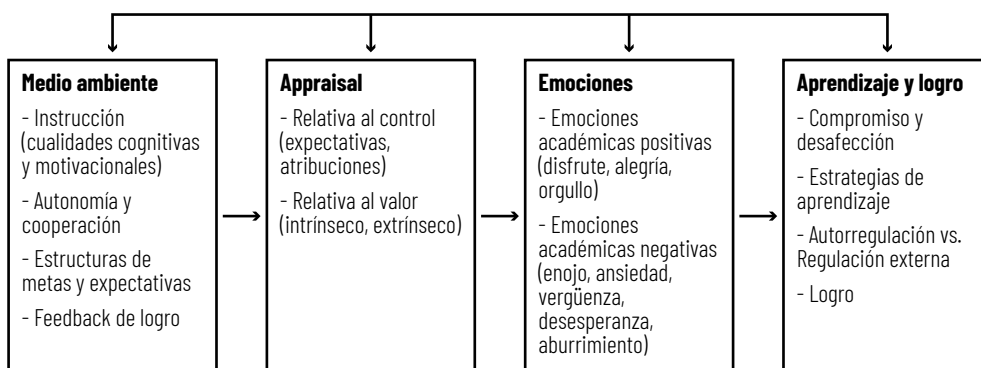 Medio ambiente
- Instrucción
(cualidades cognitivas
y motivacionales)
- Autonomía y
cooperación
- Estructuras de
metas y expectativas
- Feedback de logro
Appraisal
- Relativa al control
(expectativas,
atribuciones)
- Relativa al valor
(intrínseco, extrínseco)
Emociones
- Emociones
académicas positivas
(disfrute, alegría,
orgullo)
- Emociones
académicas negativas
(enojo, ansiedad,
vergüenza,
desesperanza,
aburrimiento)
Aprendizaje y logro
- Compromiso y
desafección
- Estrategias de
aprendizaje
- Autorregulación vs.
Regulación externa
- Logro